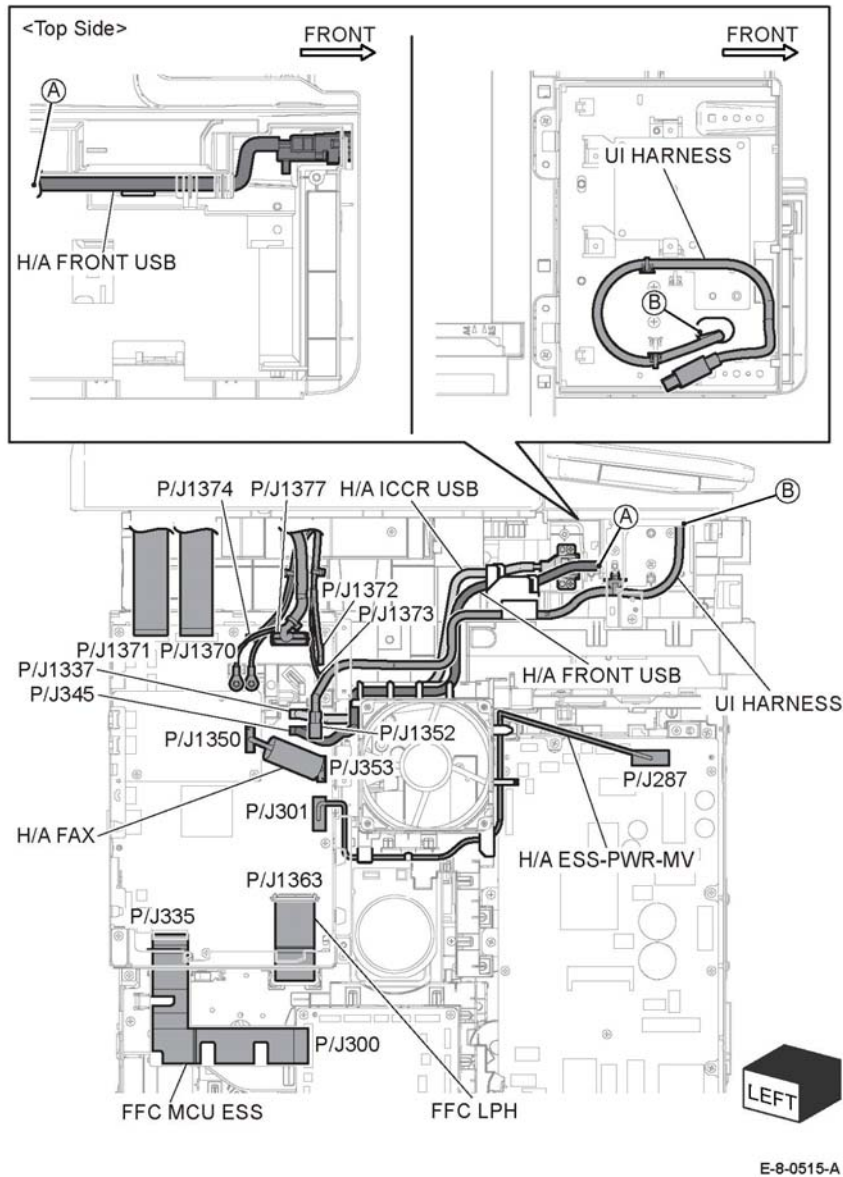 <Top Side>
FRONT
FRONT
A
UI HARNESS
H/A FRONT USB
B
P/J1374
P/J1377
H/A ICCR USB
A
B
P/J1372
P/J1373
P/J1371
P/J1370
P/J1337
H/A FRONT USB
P/J345
UI HARNESS
P/J1350
P/J1352
P/J353
P/J287
P/J301
H/A FAX
H/A ESS-PWR-MV
P/J1363
P/J335
P/J300
FFC MCU ESS
FFC LPH
LEFT
E-8-0515-A